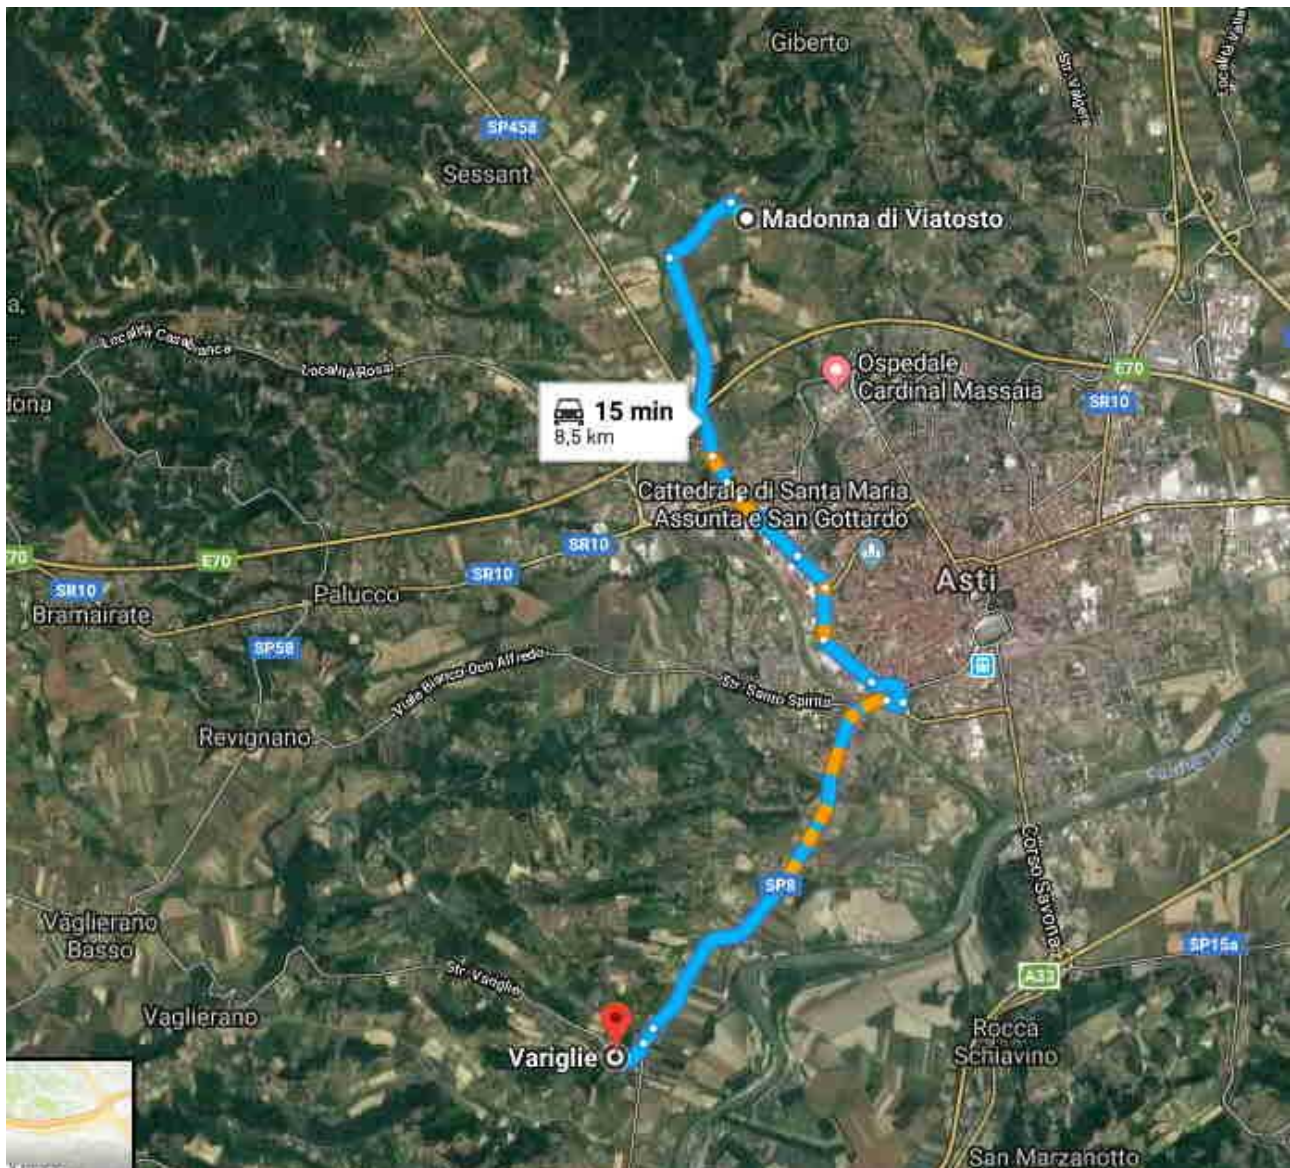 Giberto
Str. Valgera
SP458
Sessant
Madonna di Viatosto
Località Casabianca
Località Rosai
Ospedale
Cardinal Massaia
E70
SR10
15 min
8,5 km
Cattedrale di Santa Maria
Assunta e San Gottardo
SR10
E70
SR10
SR10
Asti
Palucco
Bramairate
SP58
Viale Bianco Don Alfredo
Str. Santo Spirito
Revignano
Corso Savona
SP8
Vaglierano
Basso
SP15a
Str. Variglie
A33
Vaglierano
Rocca
Schiavino
Variglie
San Marzanotto